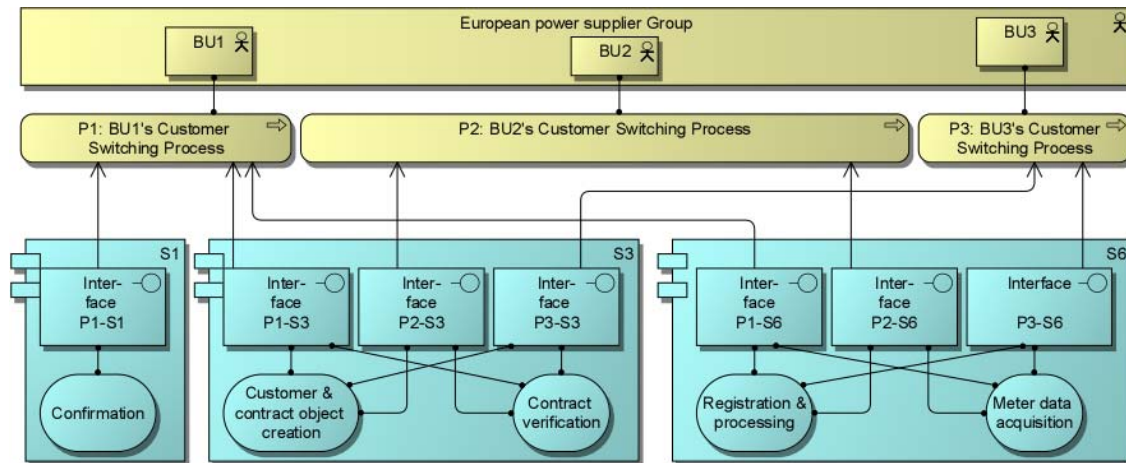 European power supplier Group
BU1
BU2
BU3
P1: BU1's Customer
Switching Process
P2: BU2's Customer Switching Process
P3: BU3's Customer
Switching Process
S1
Inter-
face
P1-S1
Confirmation
S3
Inter-
face
P1-S3
Inter-
face
P2-S3
Inter-
face
P3-S3
Customer &
contract object
creation
Contract
verification
S6
Inter-
face
P1-S6
Inter-
face
P2-S6
Interface
P3-S6
Registration &
processing
Meter data
acquisition